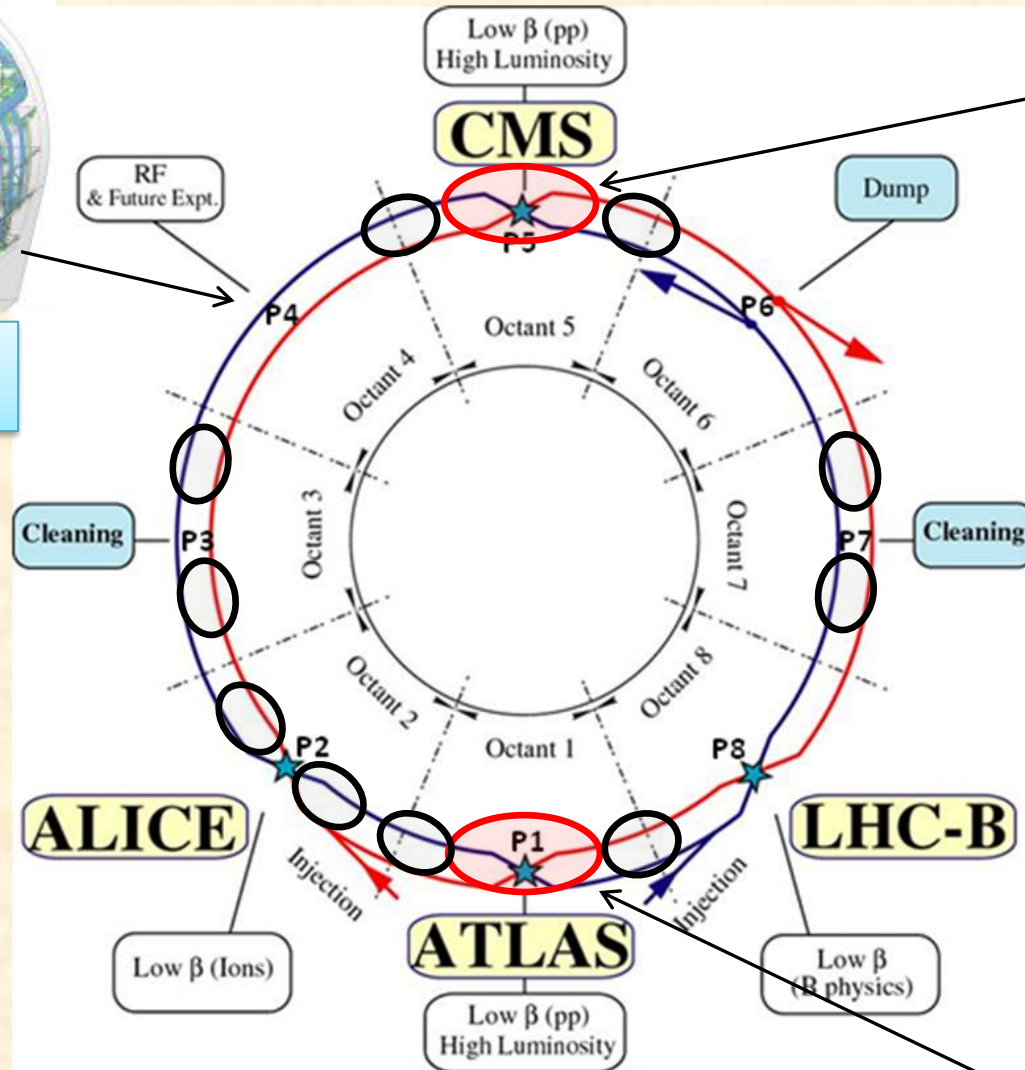 Low β (pp)
High Luminosity
CMS
RF
& Future Expt.
Dump
P5
P4
P6
Octant 5
Octant 4
Octant 6
Cleaning
P3
Octant 3
Octant 7
P7
Cleaning
Octant 2
Octant 8
P2
Octant 1
P8
ALICE
P1
LHC-B
Injection
Injection
ATLAS
Low β (Ions)
Low β
(B physics)
Low β (pp)
High Luminosity